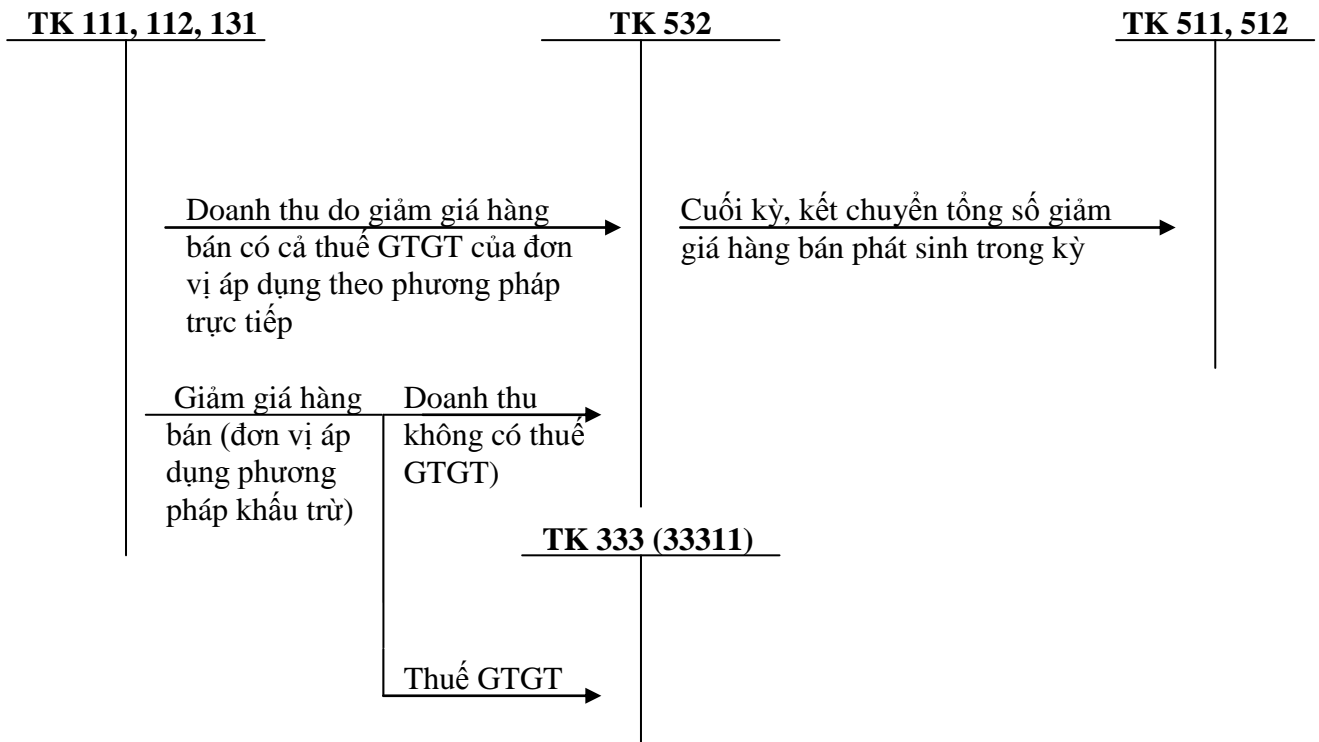 TK 111, 112, 131
TK 532
TK 511, 512
Doanh thu do giảm giá hàng
bán có cả thuế GTGT của đơn
vị áp dụng theo phương pháp
trực tiếp
Cuối kỳ, kết chuyển tổng số giảm
giá hàng bán phát sinh trong kỳ
Giảm giá hàng
bán (đơn vị áp
dụng phương
pháp khấu trừ)
Doanh thu
không có thuế
GTGT)
TK 333 (33311)
Thuế GTGT